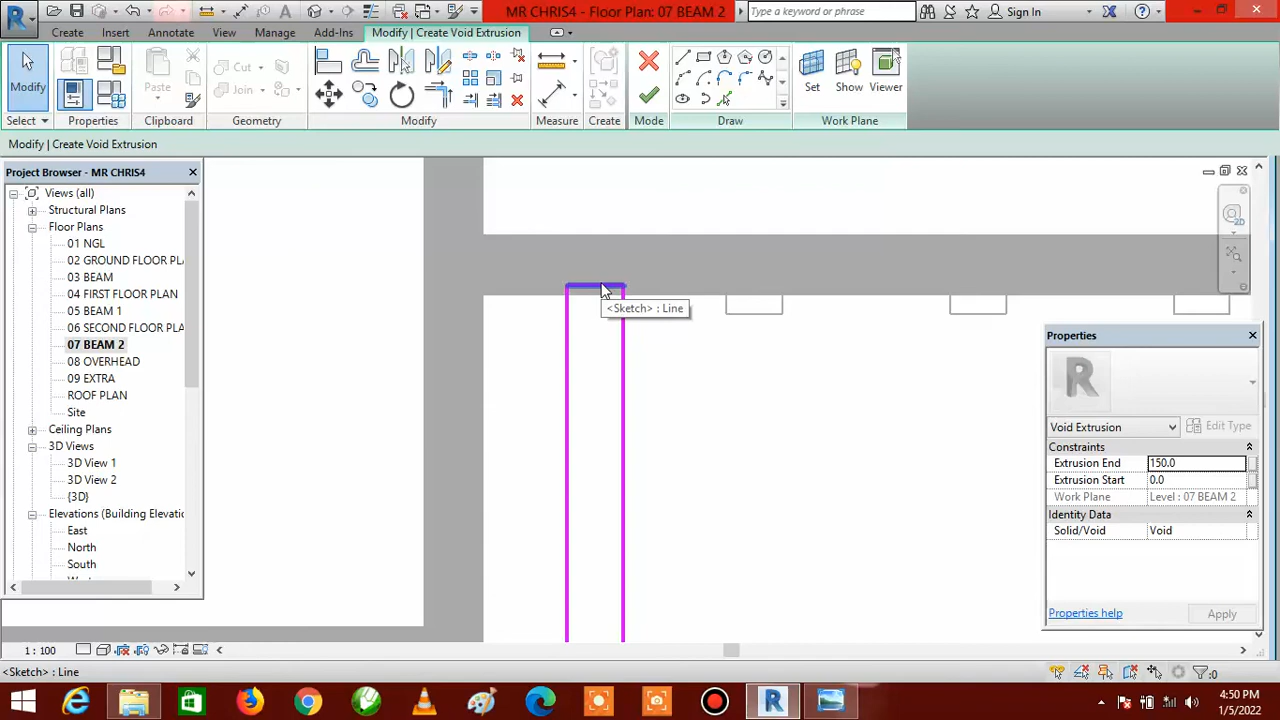 MR CHRIS4 - Floor Plan: 07 BEAM 2
Type a keyword or phrase
Sign In
Create
Insert
Annotate
View
Manage
Add-Ins
Modify | Create Void Extrusion
Modify
Paste
Cut
Join
Set
Show
Viewer
Select
Properties
Clipboard
Geometry
Modify
Measure
Create
Mode
Draw
Work Plane
Modify | Create Void Extrusion
Project Browser - MR CHRIS4
Views (all)
Structural Plans
Floor Plans
01 NGL
02 GROUND FLOOR PL
03 BEAM
04 FIRST FLOOR PLAN
05 BEAM 1
06 SECOND FLOOR PL
07 BEAM 2
08 OVERHEAD
09 EXTRA
ROOF PLAN
Site
Ceiling Plans
3D Views
3D View 1
3D View 2
{3D}
Elevations (Building Elevatic
East
North
South
<Sketch> : Line
2D
Properties
R
Void Extrusion
Edit Type
Constraints
Extrusion End 150.0
Extrusion Start 0.0
Work Plane Level : 07 BEAM 2
Identity Data
Solid/Void Void
Properties help
Apply
1 : 100
<Sketch> : Line
:0
4:50 PM
1/5/2022